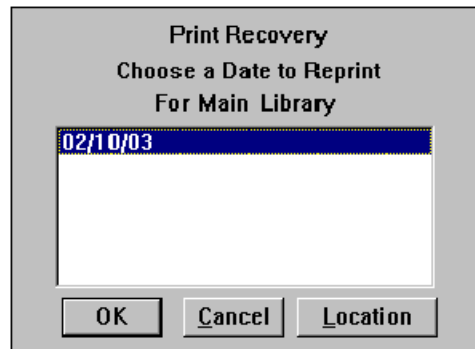 Print Recovery
Choose a Date to Reprint
For Main Library
02/10/03
OK Cancel Location